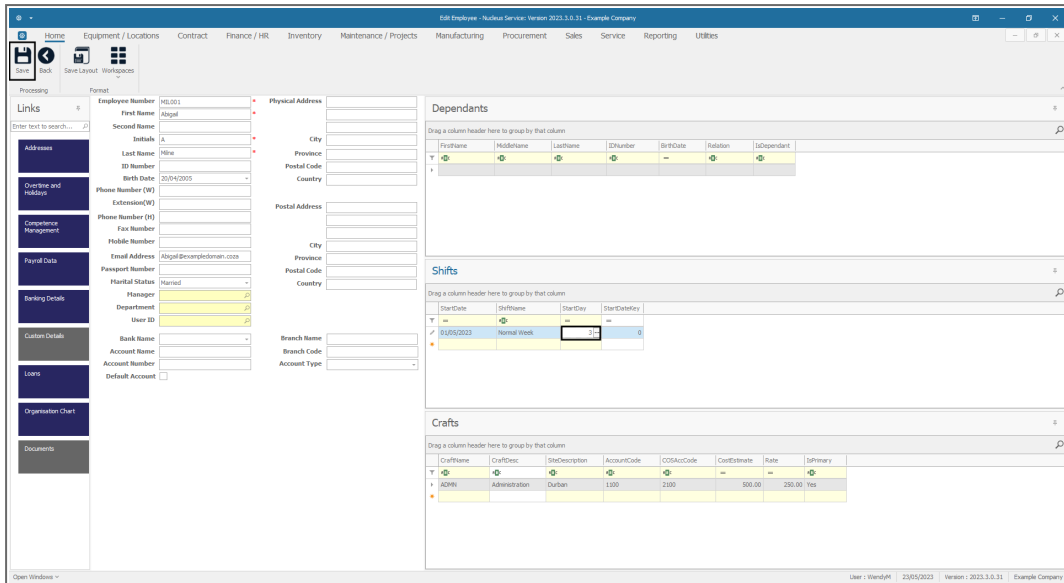 Edit Employee - Nucleus Service: Version 2023.3.0.31 - Example Company
Home Equipment / Locations Contract Finance / HR Inventory Maintenance / Projects Manufacturing Procurement Sales Service Reporting Utilities
Save Back Save Layout Workspaces
Processing Format
Links
Enter text to search...
Addresses
Overtime and
Holidays
Competence
Management
Payroll Data
Banking Details
Custom Details
Loans
Organisation Chart
Documents
Employee Number MIL001 *
First Name Abigail *
Second Name
Initials A *
Last Name Milne *
ID Number
Birth Date 20/04/2005
Phone Number (W)
Extension(W)
Phone Number (H)
Fax Number
Mobile Number
Email Address Abigail@exampledomain.coza
Passport Number
Marital Status Married
Manager
Department
User ID
Bank Name
Account Name
Account Number
Default Account
Physical Address
City
Province
Postal Code
Country
Postal Address
City
Province
Postal Code
Country
Branch Name
Branch Code
Account Type
Dependants
Drag a column header here to group by that column
FirstName MiddleName LastName IDNumber BirthDate Relation IsDependant
Shifts
Drag a column header here to group by that column
StartDate ShiftName StartDay StartDateKey
01/05/2023 Normal Week 3 0
Crafts
Drag a column header here to group by that column
CraftName CraftDesc SiteDescription AccountCode COSAccCode CostEstimate Rate IsPrimary
ADMN Administration Durban 1100 2100 500.00 250.00 Yes
Open Windows
User : WendyM 23/05/2023 Version : 2023.3.0.31 Example Company